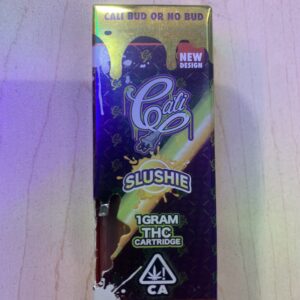 CALI BUD OR NO BUD
NEW
DESIGN
Cali
SLUSHIE
1GRAM
THC
CARTRIDGE
!
CA